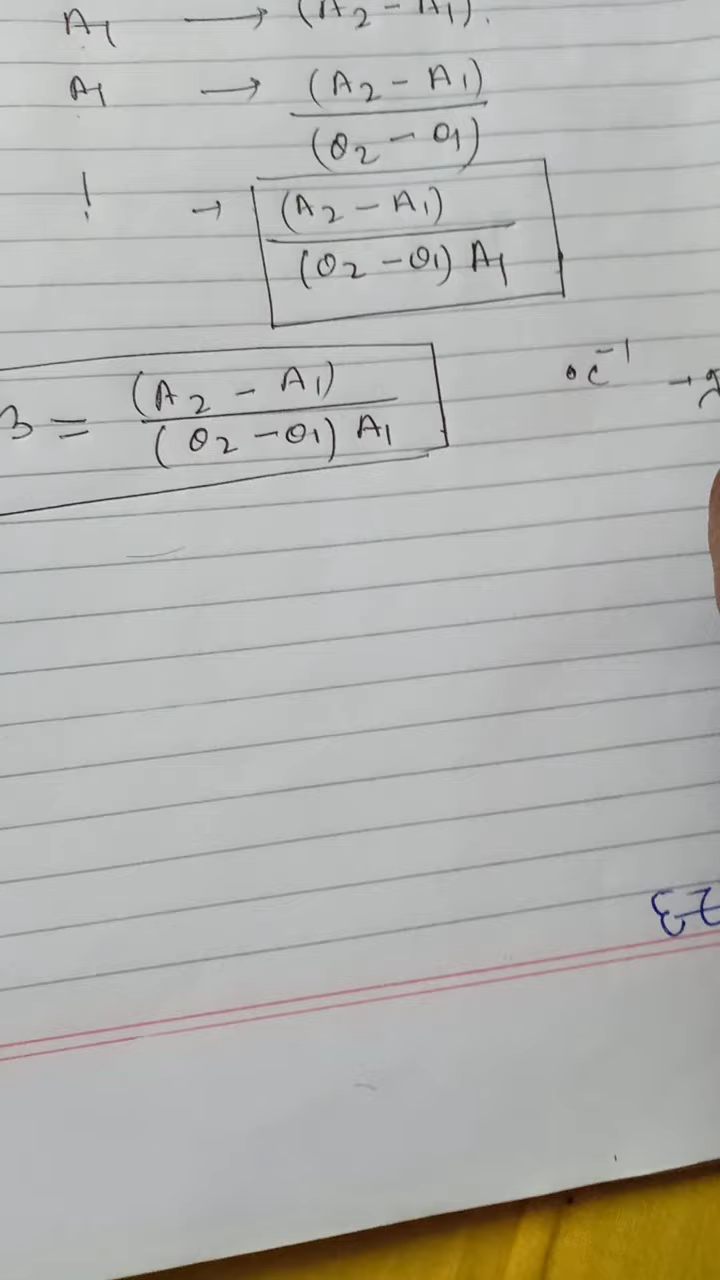 A₁ → (A₂ - A₁).
A₁ → (A₂ - A₁) / (θ₂ - θ₁)
1 → (A₂ - A₁) / (θ₂ - θ₁) A₁
= (A₂ - A₁) / (θ₂ - θ₁) A₁ °C⁻¹ →